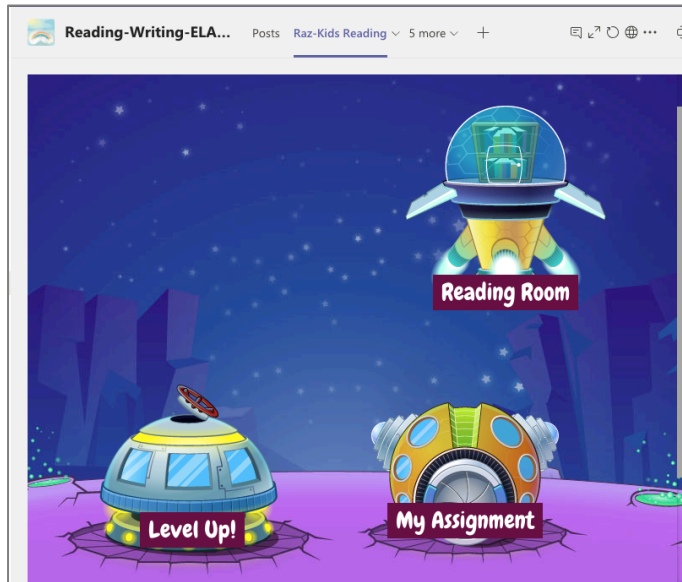 Reading-Writing-ELA... Posts Raz-Kids Reading 5 more
Reading Room
Level Up!
My Assignment